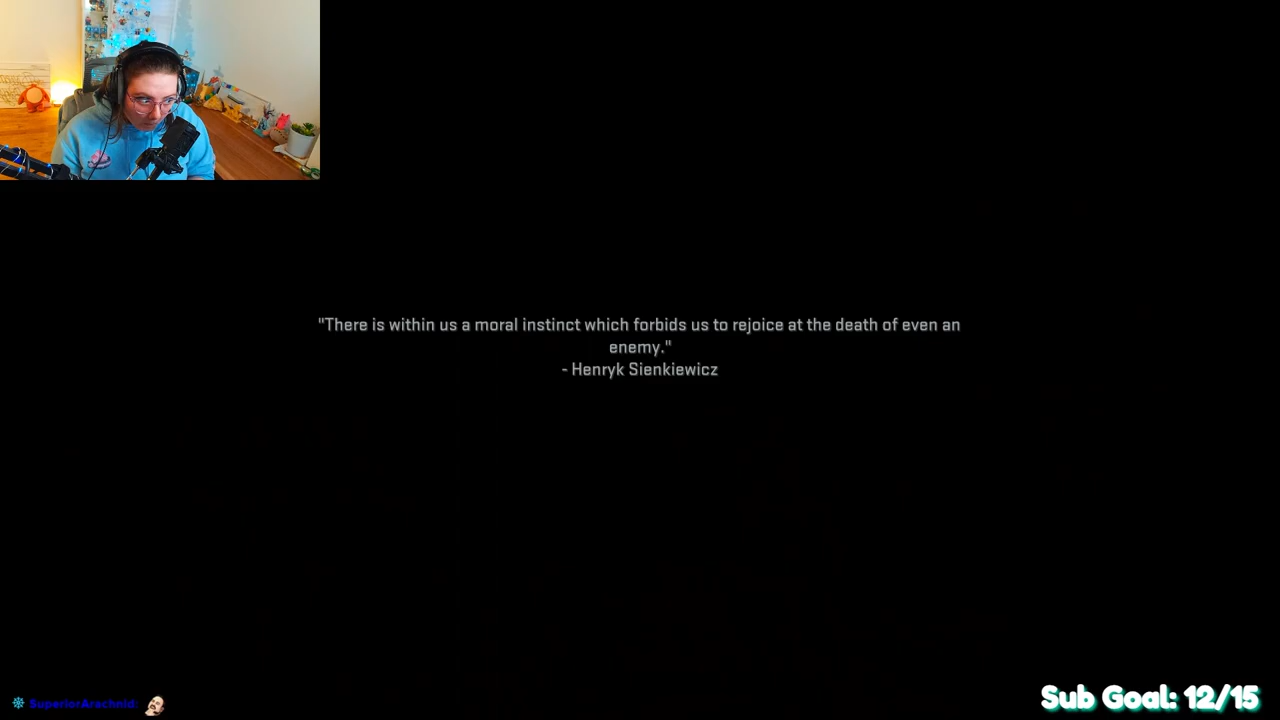 "There is within us a moral instinct which forbids us to rejoice at the death of even an
enemy."
- Henryk Sienkiewicz
SuperiorArachnid:
Sub Goal: 12/15